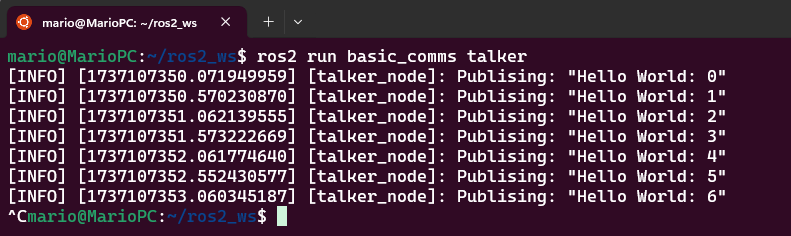 mario@MarioPC: ~/ros2_ws
mario@MarioPC:~/ros2_ws$ ros2 run basic_comms talker
[INFO] [1737107350.071949959] [talker_node]: Publising: "Hello World: 0"
[INFO] [1737107350.570230870] [talker_node]: Publising: "Hello World: 1"
[INFO] [1737107351.062139555] [talker_node]: Publising: "Hello World: 2"
[INFO] [1737107351.573222669] [talker_node]: Publising: "Hello World: 3"
[INFO] [1737107352.061774640] [talker_node]: Publising: "Hello World: 4"
[INFO] [1737107352.552430577] [talker_node]: Publising: "Hello World: 5"
[INFO] [1737107353.060345187] [talker_node]: Publising: "Hello World: 6"
^Cmario@MarioPC:~/ros2_ws$